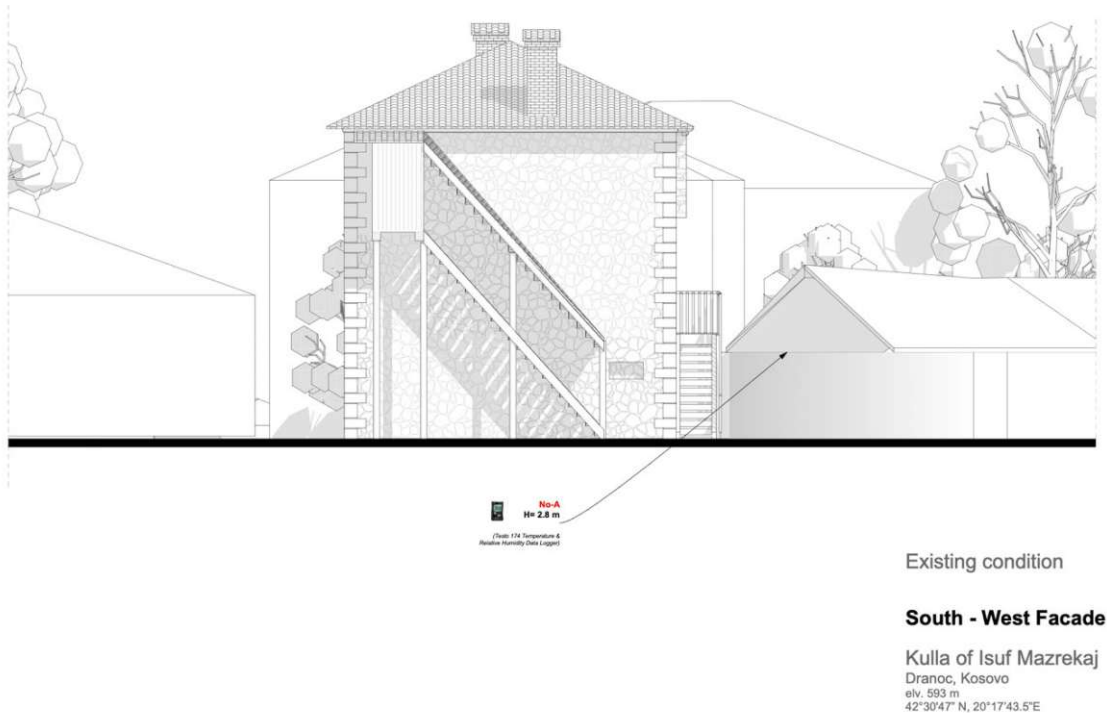 No-A
H= 2.8 m
(Testo 174 Temperature &
Relative Humidity Data Logger)
Existing condition
South - West Facade
Kulla of Isuf Mazrekaj
Dranoc, Kosovo
elv. 593 m
42°30'47" N, 20°17'43.5"E